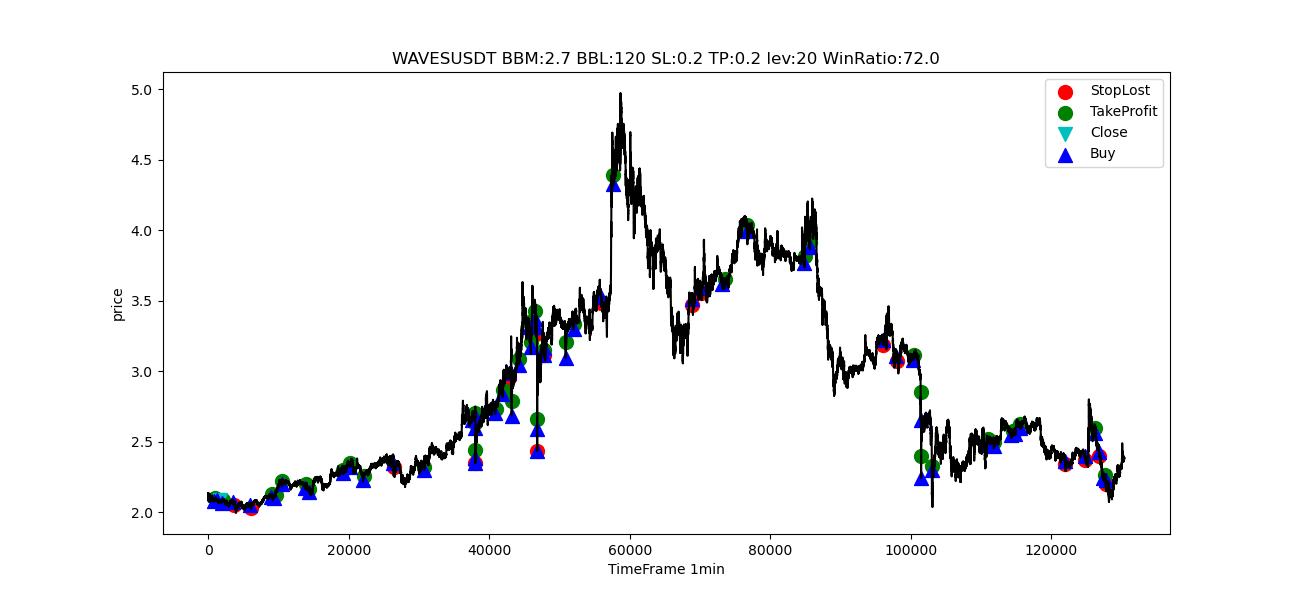 WAVESUSDT BBM:2.7 BBL:120 SL:0.2 TP:0.2 lev:20 WinRatio:72.0
StopLost
TakeProfit
Close
Buy
5.0
4.5
4.0
3.5
3.0
2.5
2.0
price
0 20000 40000 60000 80000 100000 120000
TimeFrame 1min